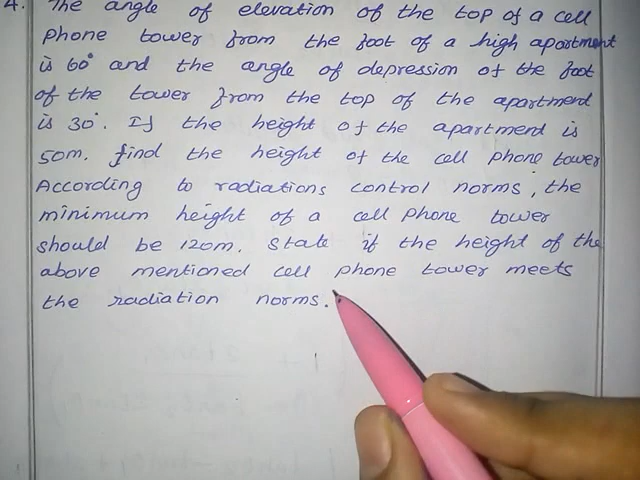 4. The angle of elevation of the top of a cell
phone tower from the foot of a high apartment
is 60° and the angle of depression of the foot
of the tower from the top of the apartment
is 30°. If the height of the apartment is
50m. find the height of the cell phone tower
According to radiations control norms, the
minimum height of a cell phone tower
should be 120m. State if the height of the
above mentioned cell phone tower meets
the radiation norms.